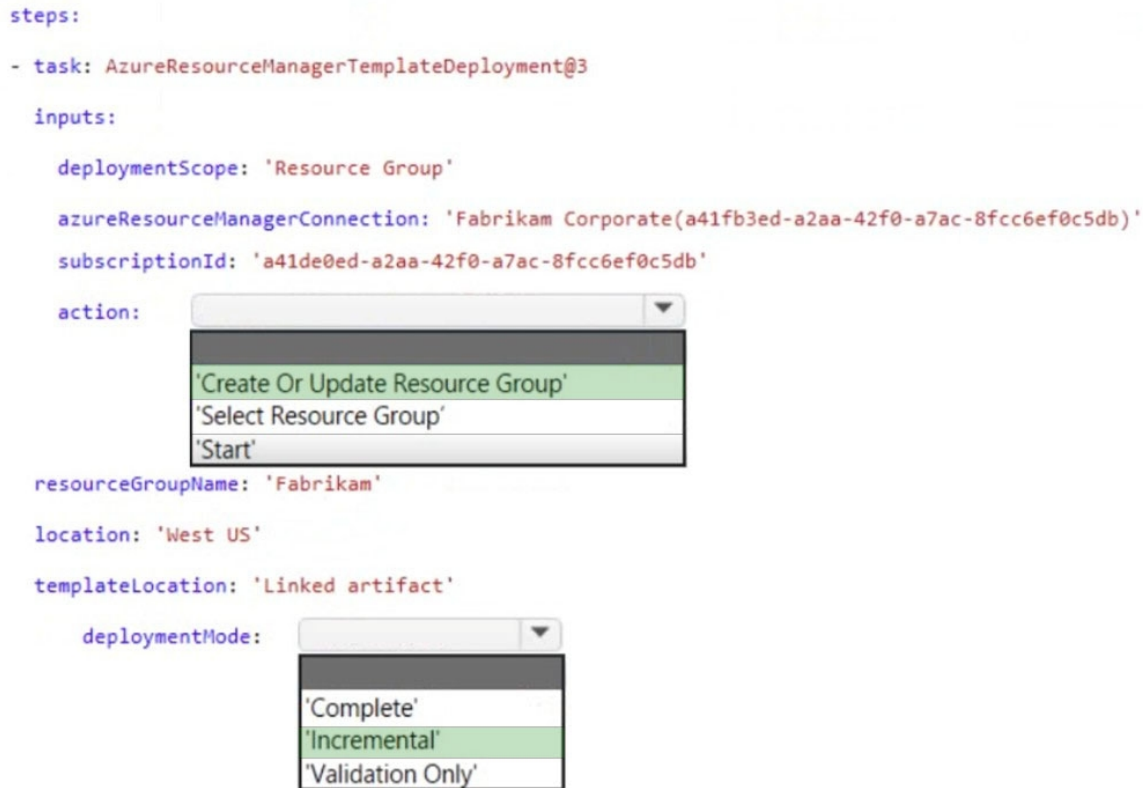 steps:
- task: AzureResourceManagerTemplateDeployment@3
inputs:
deploymentScope: 'Resource Group'
azureResourceManagerConnection: 'Fabrikam Corporate(a41fb3ed-a2aa-42f0-a7ac-8fcc6ef0c5db)'
subscriptionId: 'a41de0ed-a2aa-42f0-a7ac-8fcc6ef0c5db'
action:
'Create Or Update Resource Group'
'Select Resource Group'
'Start'
resourceGroupName: 'Fabrikam'
location: 'West US'
templateLocation: 'Linked artifact'
deploymentMode:
'Complete'
'Incremental'
'Validation Only'